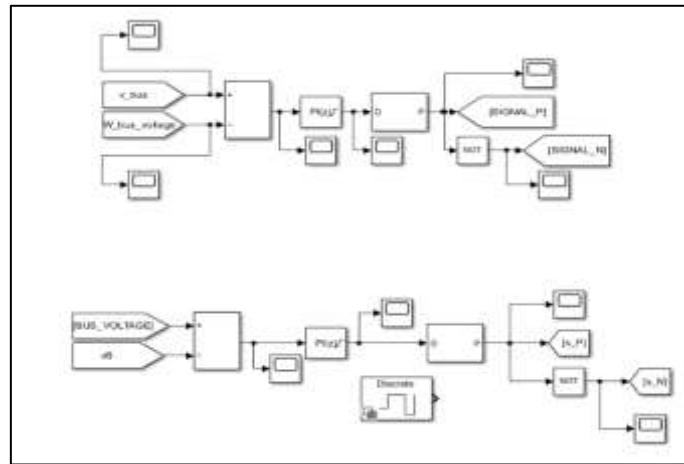 v_bus
W_bus_voltage
+
-
PI(z)
D
P
[SIGNAL_P]
NOT
[SIGNAL_N]
[BUS_VOLTAGE]
+
-
PI(z)
D
P
[s_P]
NOT
[s_N]
Discrete